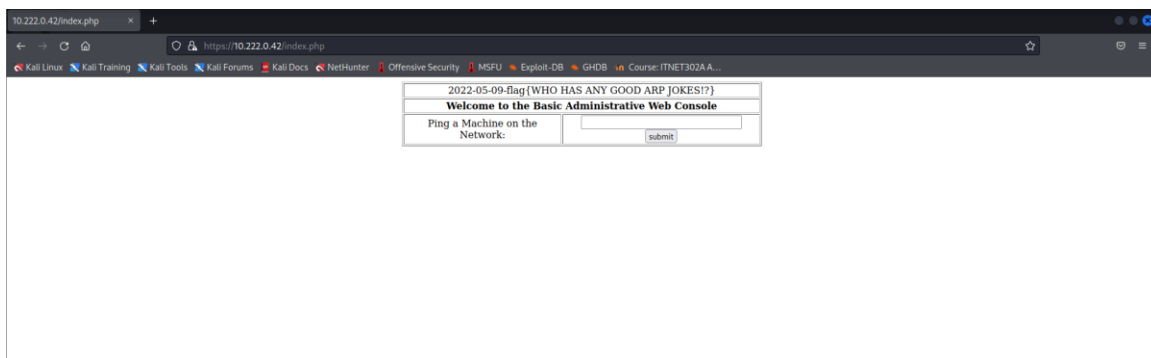 10.222.0.42/index.php
https://10.222.0.42/index.php
Kali Linux Kali Training Kali Tools Kali Forums Kali Docs NetHunter Offensive Security MSFU Exploit-DB GHDB Course: ITNET302A A...
2022-05-09-flag{WHO HAS ANY GOOD ARP JOKES!?}
Welcome to the Basic Administrative Web Console
Ping a Machine on the
Network:
submit